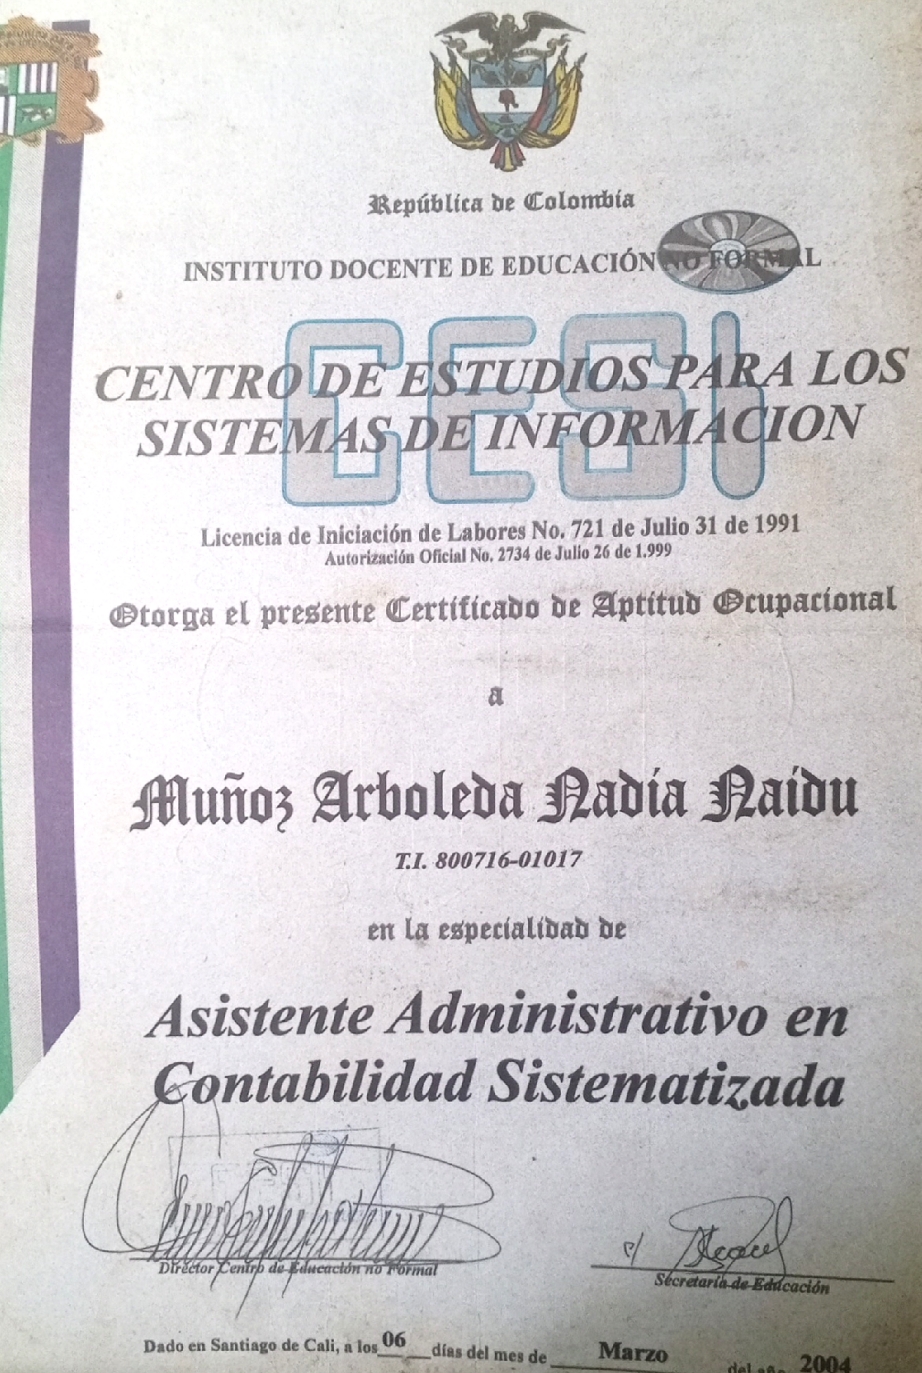 República de Colombia
INSTITUTO DOCENTE DE EDUCACIÓN NO FORMAL
CESI
CENTRO DE ESTUDIOS PARA LOS
SISTEMAS DE INFORMACION
Licencia de Iniciación de Labores No. 721 de Julio 31 de 1991
Autorización Oficial No. 2734 de Julio 26 de 1.999
Otorga el presente Certificado de Aptitud Ocupacional
a
Muñoz Arboleda Nadia Naidu
T.I. 800716-01017
en la especialidad de
Asistente Administrativo en
Contabilidad Sistematizada
Director Centro de Educación no Formal
Secretaría de Educación
Dado en Santiago de Cali, a los 06 días del mes de Marzo del año 2004